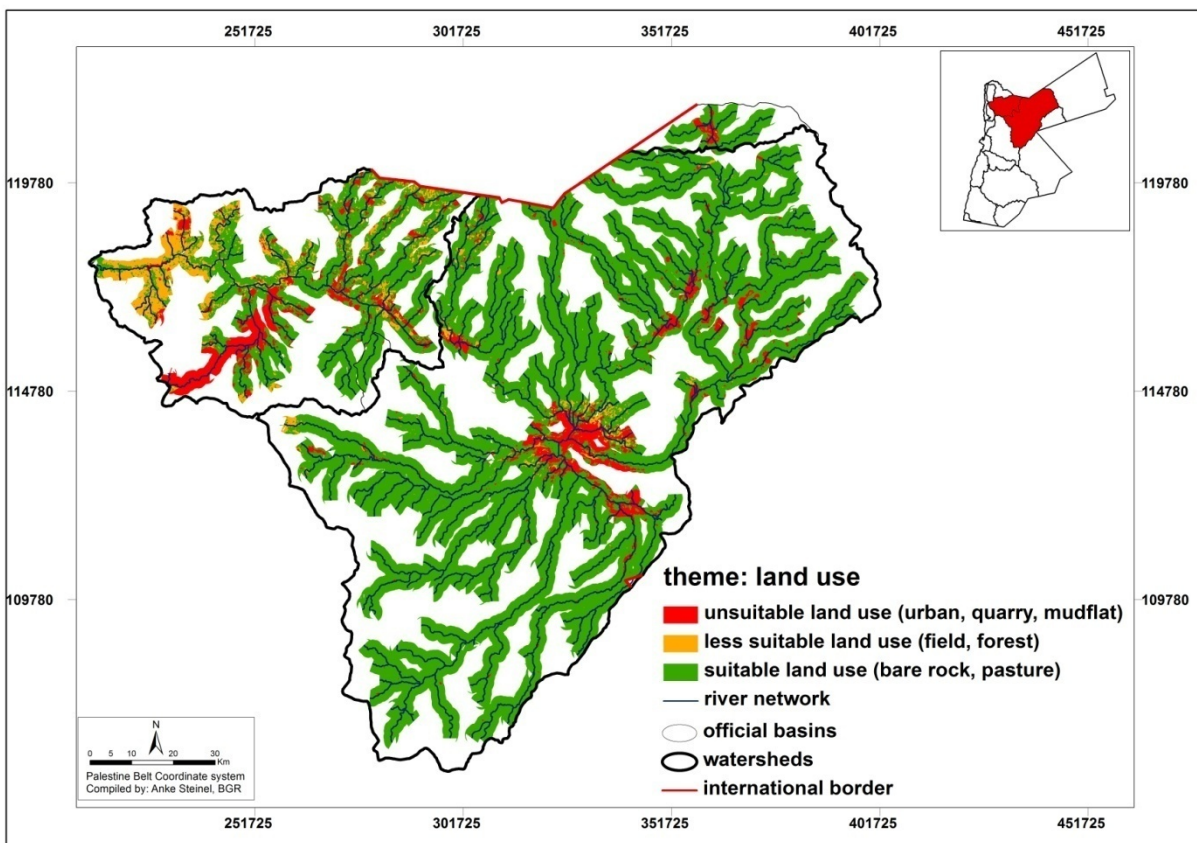 251725 301725 351725 401725 451725
119780 119780
114780 114780
109780 109780
theme: land use
unsuitable land use (urban, quarry, mudflat)
less suitable land use (field, forest)
suitable land use (bare rock, pasture)
river network
official basins
watersheds
international border
N
0 5 10 20 30
Km
Palestine Belt Coordinate system
Compiled by: Anke Steinel, BGR
251725 301725 351725 401725 451725